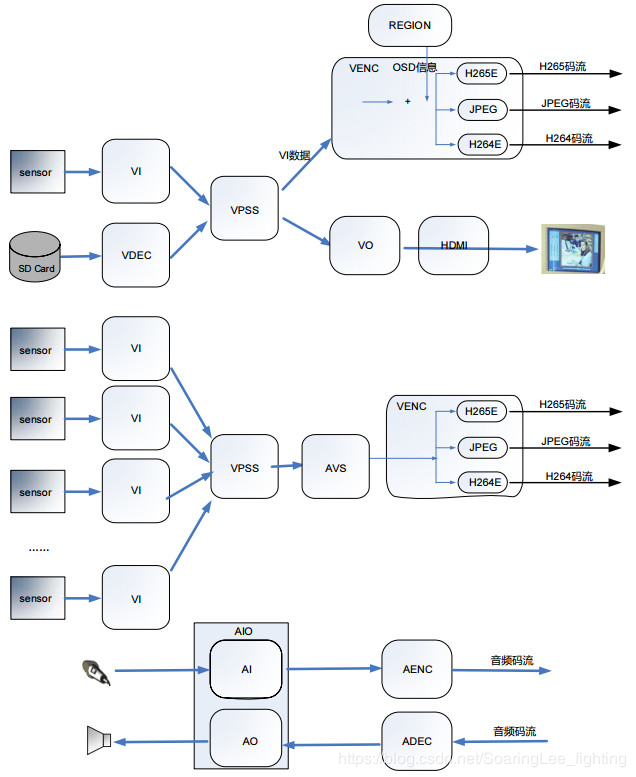 REGION
VENC
OSD信息
H265E
H265码流
+
JPEG
JPEG码流
H264E
H264码流
VI数据
sensor
VI
VPSS
SD Card
VDEC
VO
HDMI
sensor
VI
sensor
VI
VENC
H265E
H265码流
VPSS
AVS
JPEG
JPEG码流
sensor
VI
H264E
H264码流
......
sensor
VI
AIO
AI
AENC
音频码流
AO
ADEC
音频码流
https://blog.csdn.net/SoaringLee_fighting